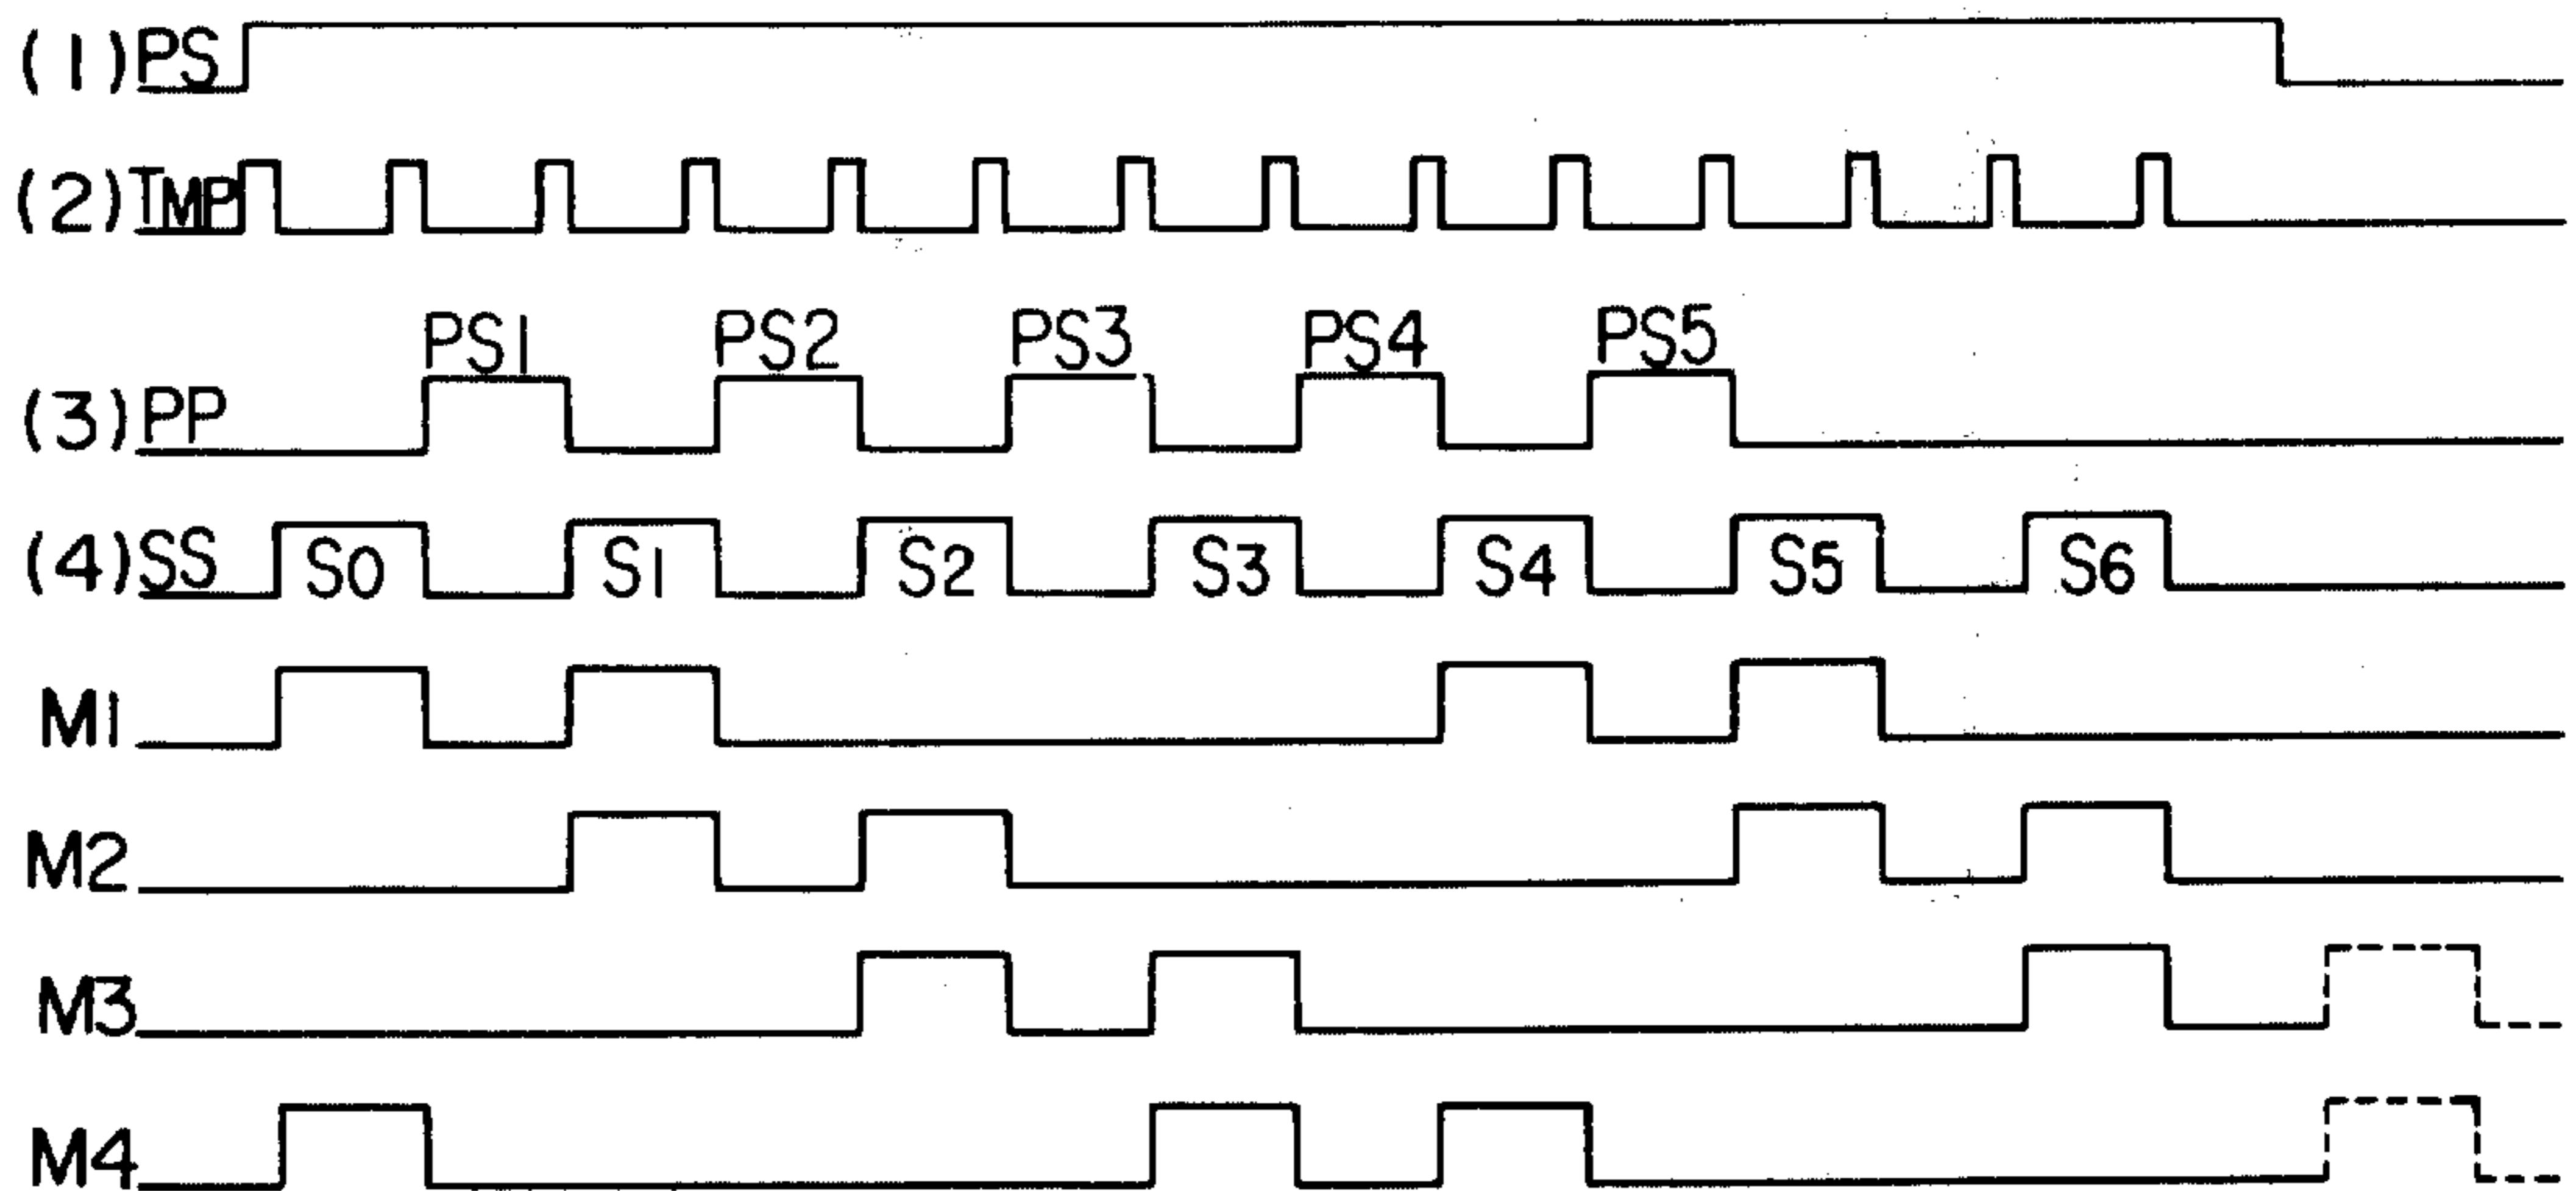 (1) PS
(2) TMP
PS1 PS2 PS3 PS4 PS5
(3) PP
(4) SS S0 S1 S2 S3 S4 S5 S6
M1
M2
M3
M4